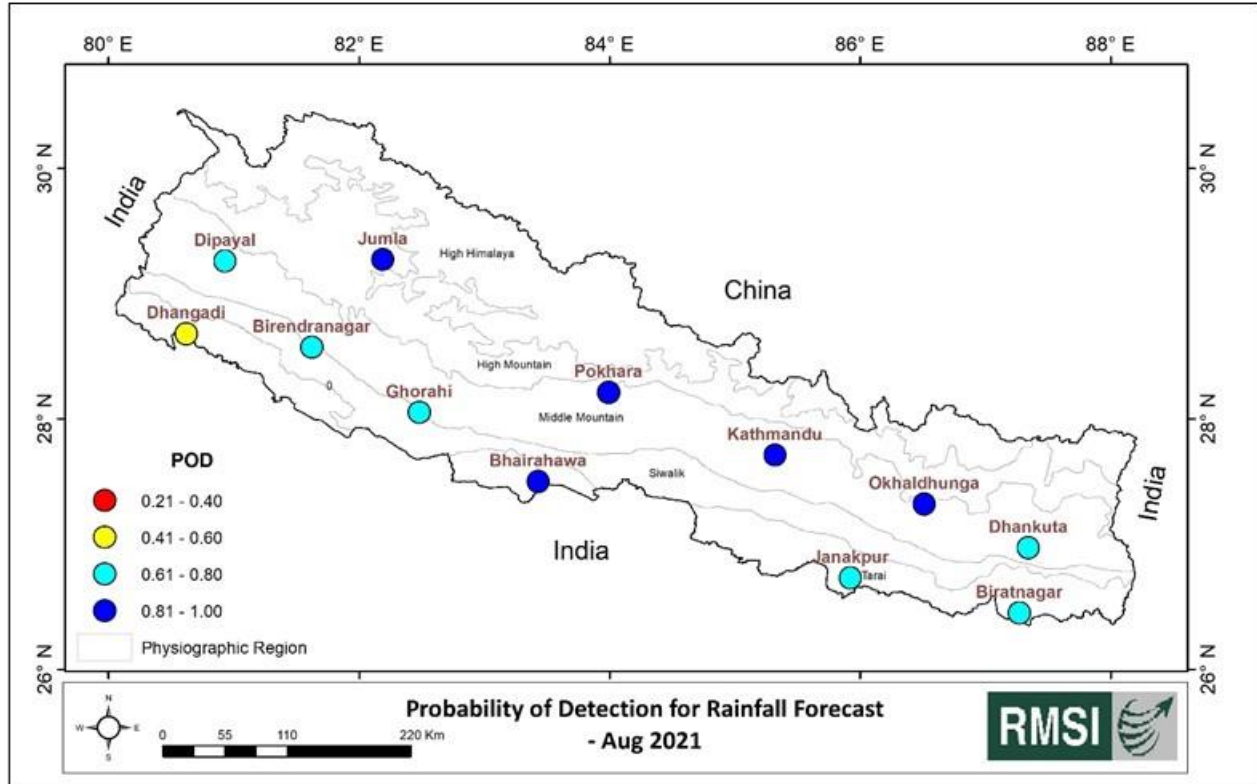 80° E
82° E
84° E
86° E
88° E
30° N
30° N
India
Dipayal
Jumla
High Himalaya
China
Dhangadi
Birendranagar
High Mountain
Pokhara
Ghorahi
Middle Mountain
28° N
28° N
Kathmandu
Bhairahawa
Siwalik
Okhaldhunga
India
Dhankuta
India
Janakpur
Tarai
Biratnagar
POD
0.21 - 0.40
0.41 - 0.60
0.61 - 0.80
0.81 - 1.00
Physiographic Region
26° N
26° N
N
W
E
S
0 55 110 220 Km
Probability of Detection for Rainfall Forecast
- Aug 2021
RMSI